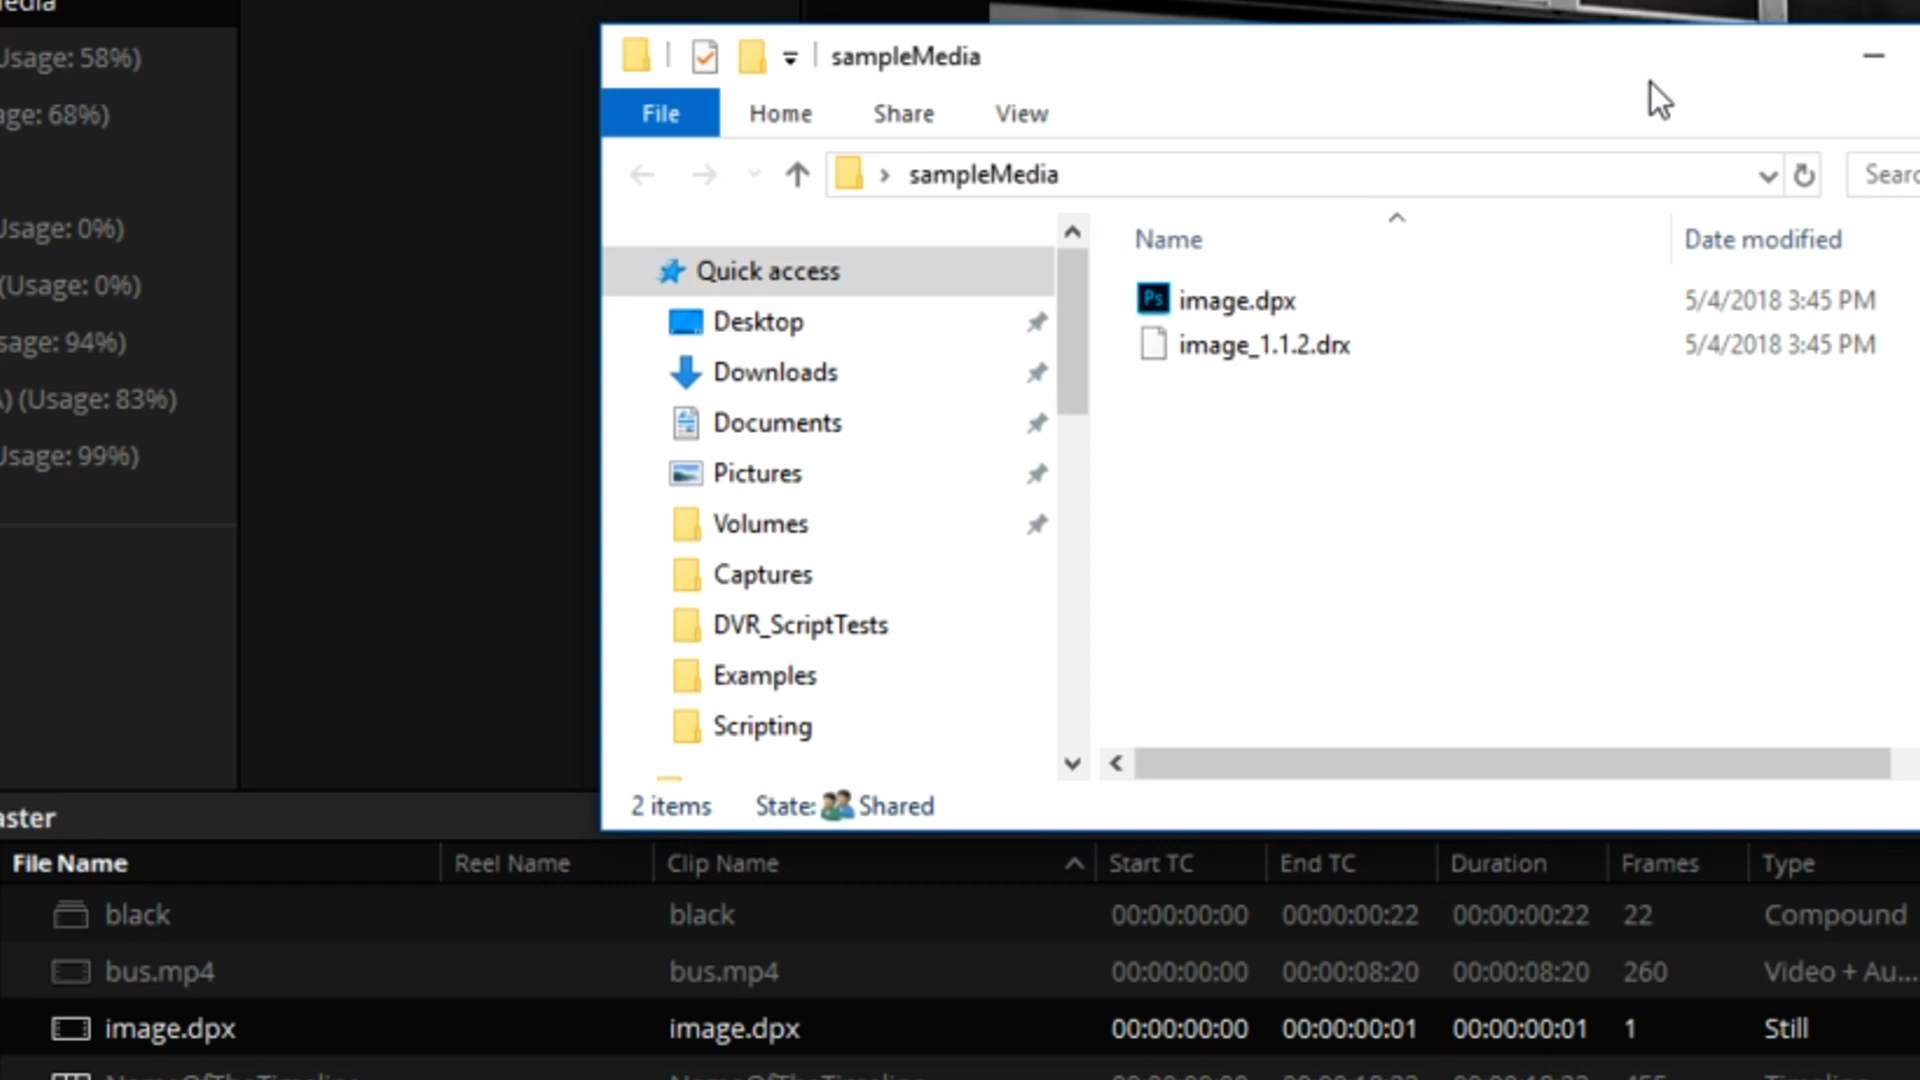 edia
Usage: 58%)
age: 68%)
Usage: 0%)
(Usage: 0%)
sage: 94%)
A) (Usage: 83%)
Usage: 99%)
sampleMedia
File Home Share View
sampleMedia
Searc
Name Date modified
Ps image.dpx 5/4/2018 3:45 PM
image_1.1.2.drx 5/4/2018 3:45 PM
Quick access
Desktop
Downloads
Documents
Pictures
Volumes
Captures
DVR_ScriptTests
Examples
Scripting
2 items State: Shared
aster
File Name Reel Name Clip Name Start TC End TC Duration Frames Type
black black 00:00:00:00 00:00:00:22 00:00:00:22 22 Compound
bus.mp4 bus.mp4 00:00:00:00 00:00:08:20 00:00:08:20 260 Video + Au...
image.dpx image.dpx 00:00:00:00 00:00:00:01 00:00:00:01 1 Still